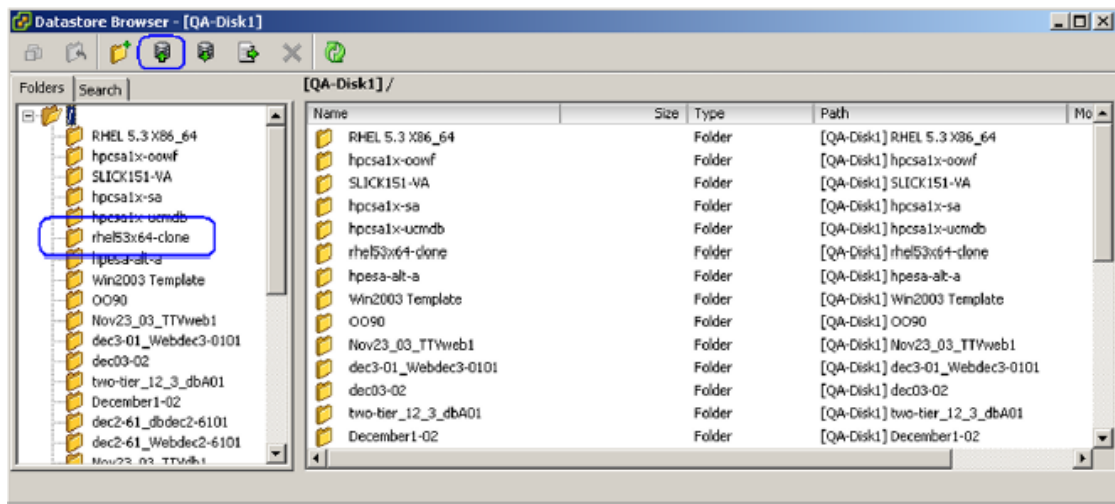 Datastore Browser - [QA-Disk1]
Folders Search
[QA-Disk1] /
/
RHEL 5.3 X86_64
hpcsa1x-oowf
SLICK151-VA
hpcsa1x-sa
hpcsa1x-ucmdb
rhel53x64-clone
hpesa-alt-a
Win2003 Template
OO90
Nov23_03_TTVweb1
dec3-01_Webdec3-0101
dec03-02
two-tier_12_3_dbA01
December1-02
dec2-61_dbdec2-6101
dec2-61_Webdec2-6101
Nov23_03_TTVdb1
Name Size Type Path Mo
RHEL 5.3 X86_64 Folder [QA-Disk1] RHEL 5.3 X86_64
hpcsa1x-oowf Folder [QA-Disk1] hpcsa1x-oowf
SLICK151-VA Folder [QA-Disk1] SLICK151-VA
hpcsa1x-sa Folder [QA-Disk1] hpcsa1x-sa
hpcsa1x-ucmdb Folder [QA-Disk1] hpcsa1x-ucmdb
rhel53x64-clone Folder [QA-Disk1] rhel53x64-clone
hpesa-alt-a Folder [QA-Disk1] hpesa-alt-a
Win2003 Template Folder [QA-Disk1] Win2003 Template
OO90 Folder [QA-Disk1] OO90
Nov23_03_TTVweb1 Folder [QA-Disk1] Nov23_03_TTVweb1
dec3-01_Webdec3-0101 Folder [QA-Disk1] dec3-01_Webdec3-0101
dec03-02 Folder [QA-Disk1] dec03-02
two-tier_12_3_dbA01 Folder [QA-Disk1] two-tier_12_3_dbA01
December1-02 Folder [QA-Disk1] December1-02